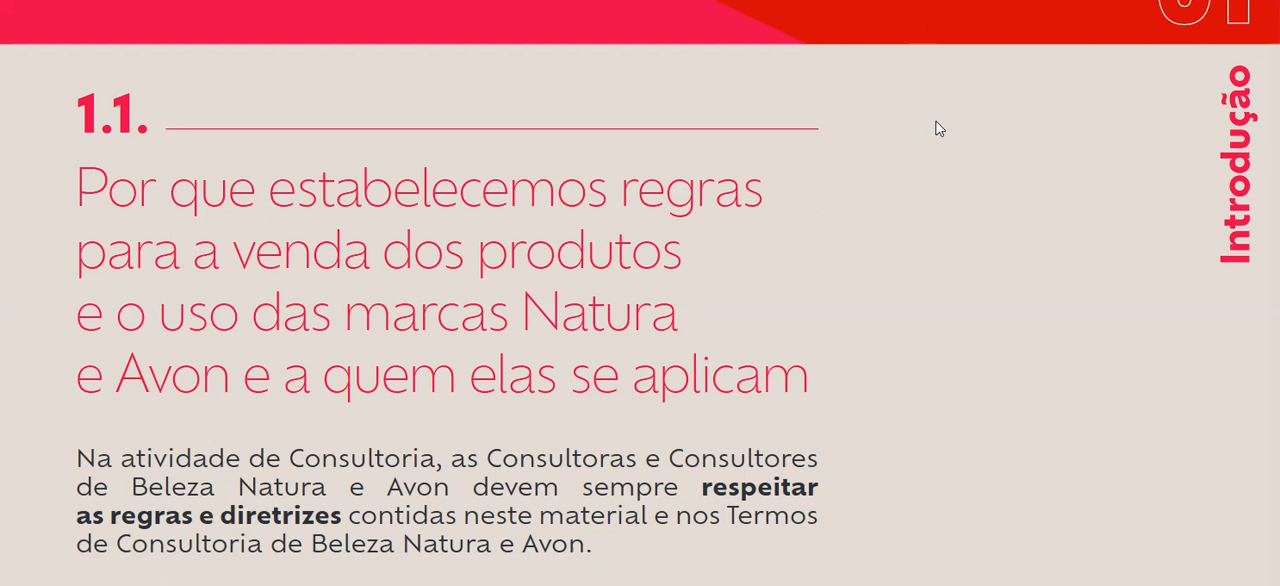 01
Introdução
1.1.
Por que estabelecemos regras
para a venda dos produtos
e o uso das marcas Natura
e Avon e a quem elas se aplicam
Na atividade de Consultoria, as Consultoras e Consultores
de Beleza Natura e Avon devem sempre respeitar
as regras e diretrizes contidas neste material e nos Termos
de Consultoria de Beleza Natura e Avon.